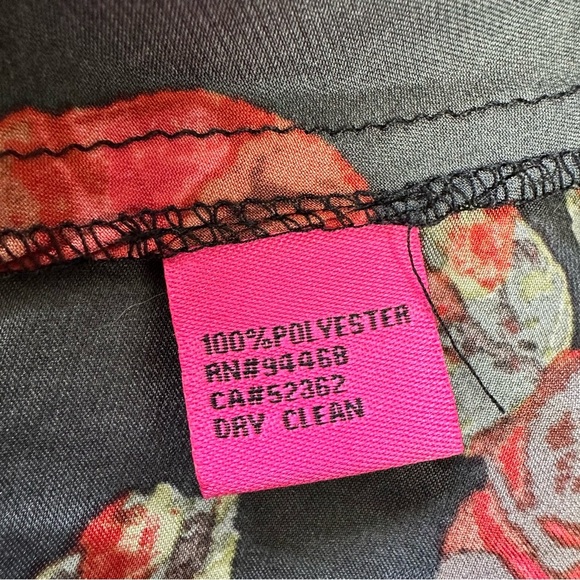 100%POLYESTER
RN#94468
CA#52362
DRY CLEAN